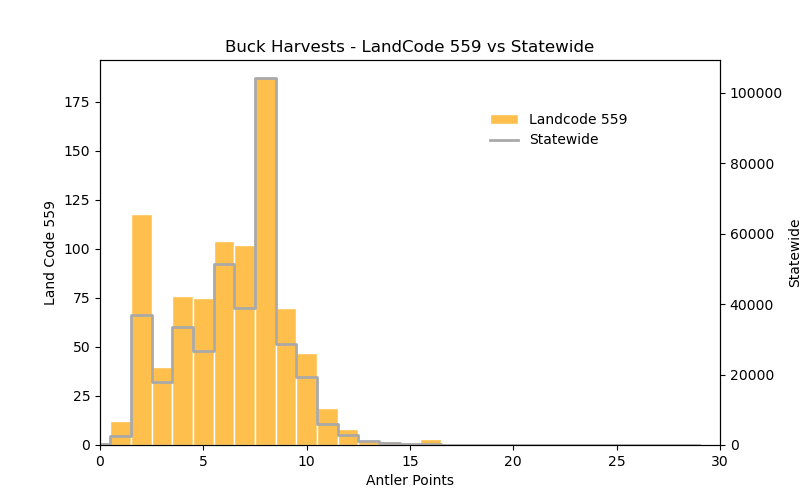 Buck Harvests - LandCode 559 vs Statewide
Landcode 559
Statewide
Land Code 559
175
150
125
100
75
50
25
0
100000
80000
60000
40000
20000
0
Statewide
0 5 10 15 20 25 30
Antler Points